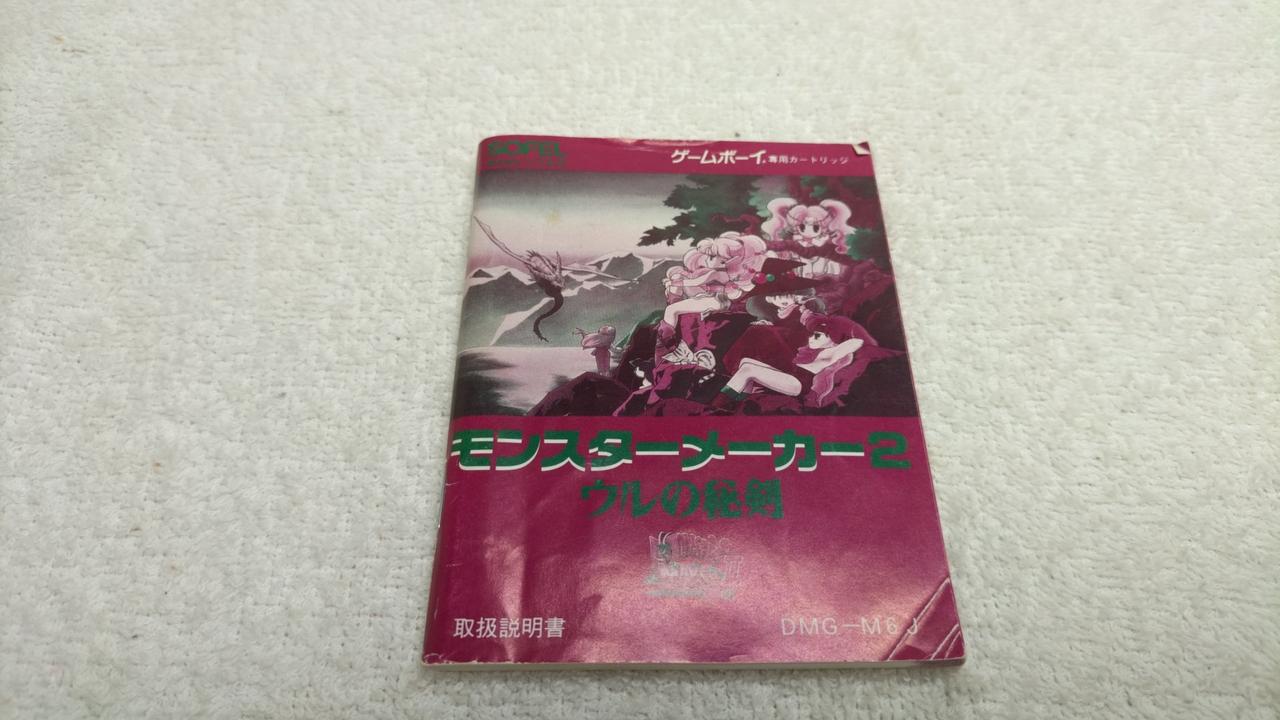 SOFEL
ゲームボーイ専用カートリッジ
モンスターメーカー2
ウルの秘剣
取扱説明書
DMG-M6J